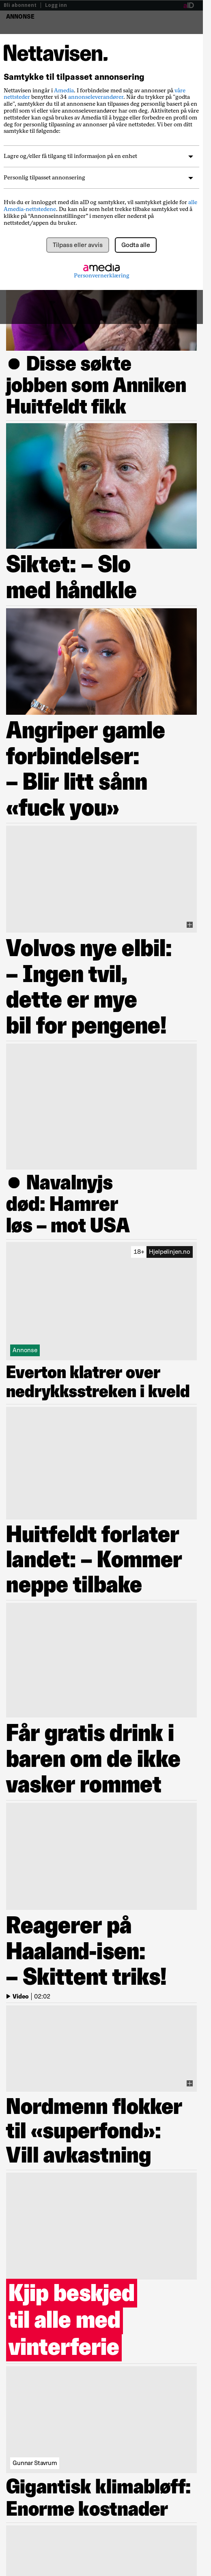 Bli abonnent | Logg inn
aID
ANNONSE
Nettavisen.
Samtykke til tilpasset annonsering
Nettavisen inngår i Amedia. I forbindelse med salg av annonser på våre
nettsteder benytter vi 34 annonseleverandører. Når du trykker på "godta
alle", samtykker du til at annonsene kan tilpasses deg personlig basert på en
antakelse om hvilke interesser du og andre som ligner deg har. Aktiviteten på våre
nettsteder kan også brukes av Amedia til å bygge eller forbedre en profil om
deg for personlig tilpasning av annonser på våre nettsteder. Vi ber om ditt
samtykke til følgende:
Lagre og/eller få tilgang til informasjon på en enhet
Personlig tilpasset annonsering
Hvis du er innlogget med din aID og samtykker, vil samtykket gjelde for alle
Amedia-nettstedene. Du kan når som helst trekke tilbake samtykket ved å
klikke på “Annonseinnstillinger” i menyen eller nederst på
nettstedet/appen du bruker.
Tilpass eller avvis
Godta alle
amedia
Personvernerklæring
● Disse søkte
jobben som Anniken
Huitfeldt fikk
Siktet: – Slo
med håndkle
Angriper gamle
forbindelser:
– Blir litt sånn
«fuck you»
Volvos nye elbil:
– Ingen tvil,
dette er mye
bil for pengene!
● Navalnyjs
død: Hamrer
løs – mot USA
18+ Hjelpelinjen.no
Annonse
Everton klatrer over
nedrykksstreken i kveld
Huitfeldt forlater
landet: – Kommer
neppe tilbake
Får gratis drink i
baren om de ikke
vasker rommet
Reagerer på
Haaland-isen:
– Skittent triks!
Video | 02:02
Nordmenn flokker
til «superfond»:
Vill avkastning
Kjip beskjed
til alle med
vinterferie
Gunnar Stavrum
Gigantisk klimabløff:
Enorme kostnader